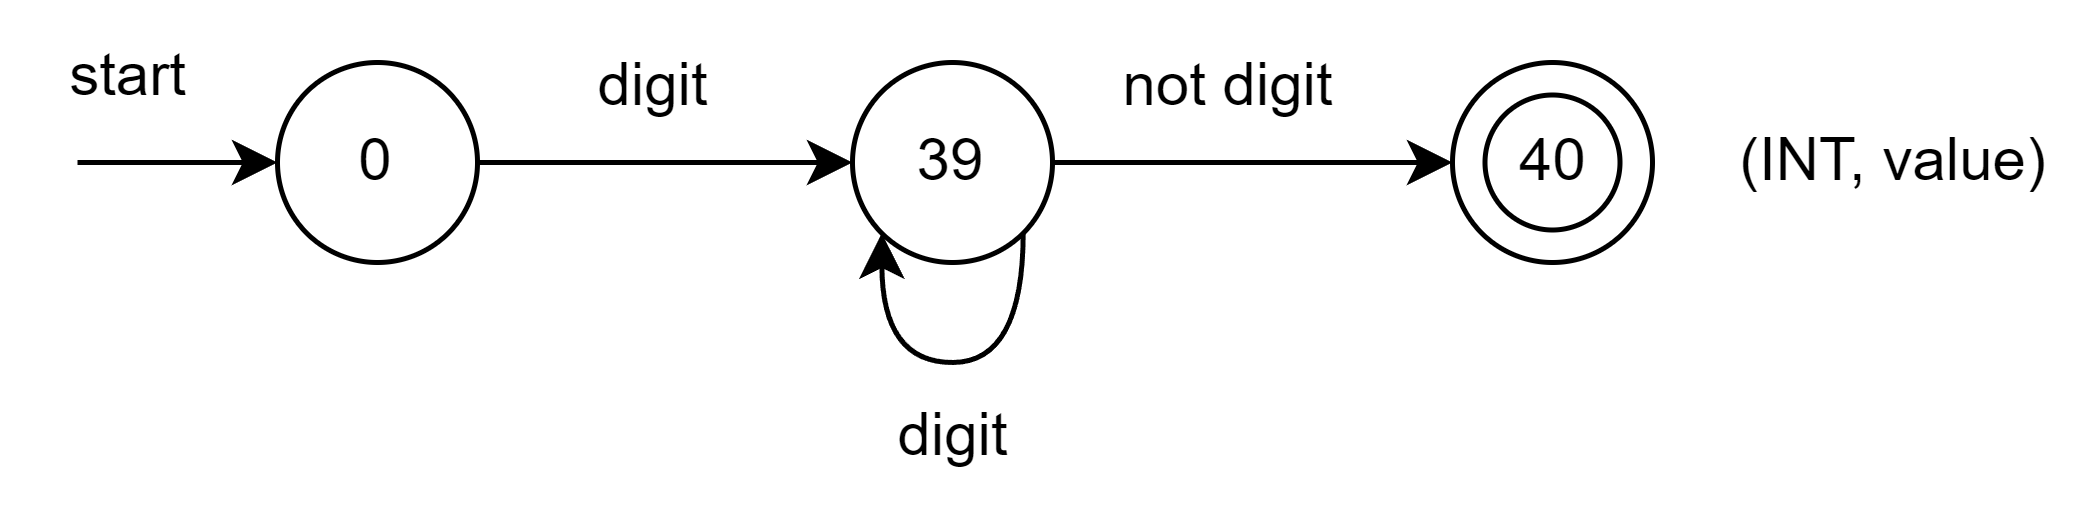 start
digit
not digit
0
39
40
(INT, value)
digit